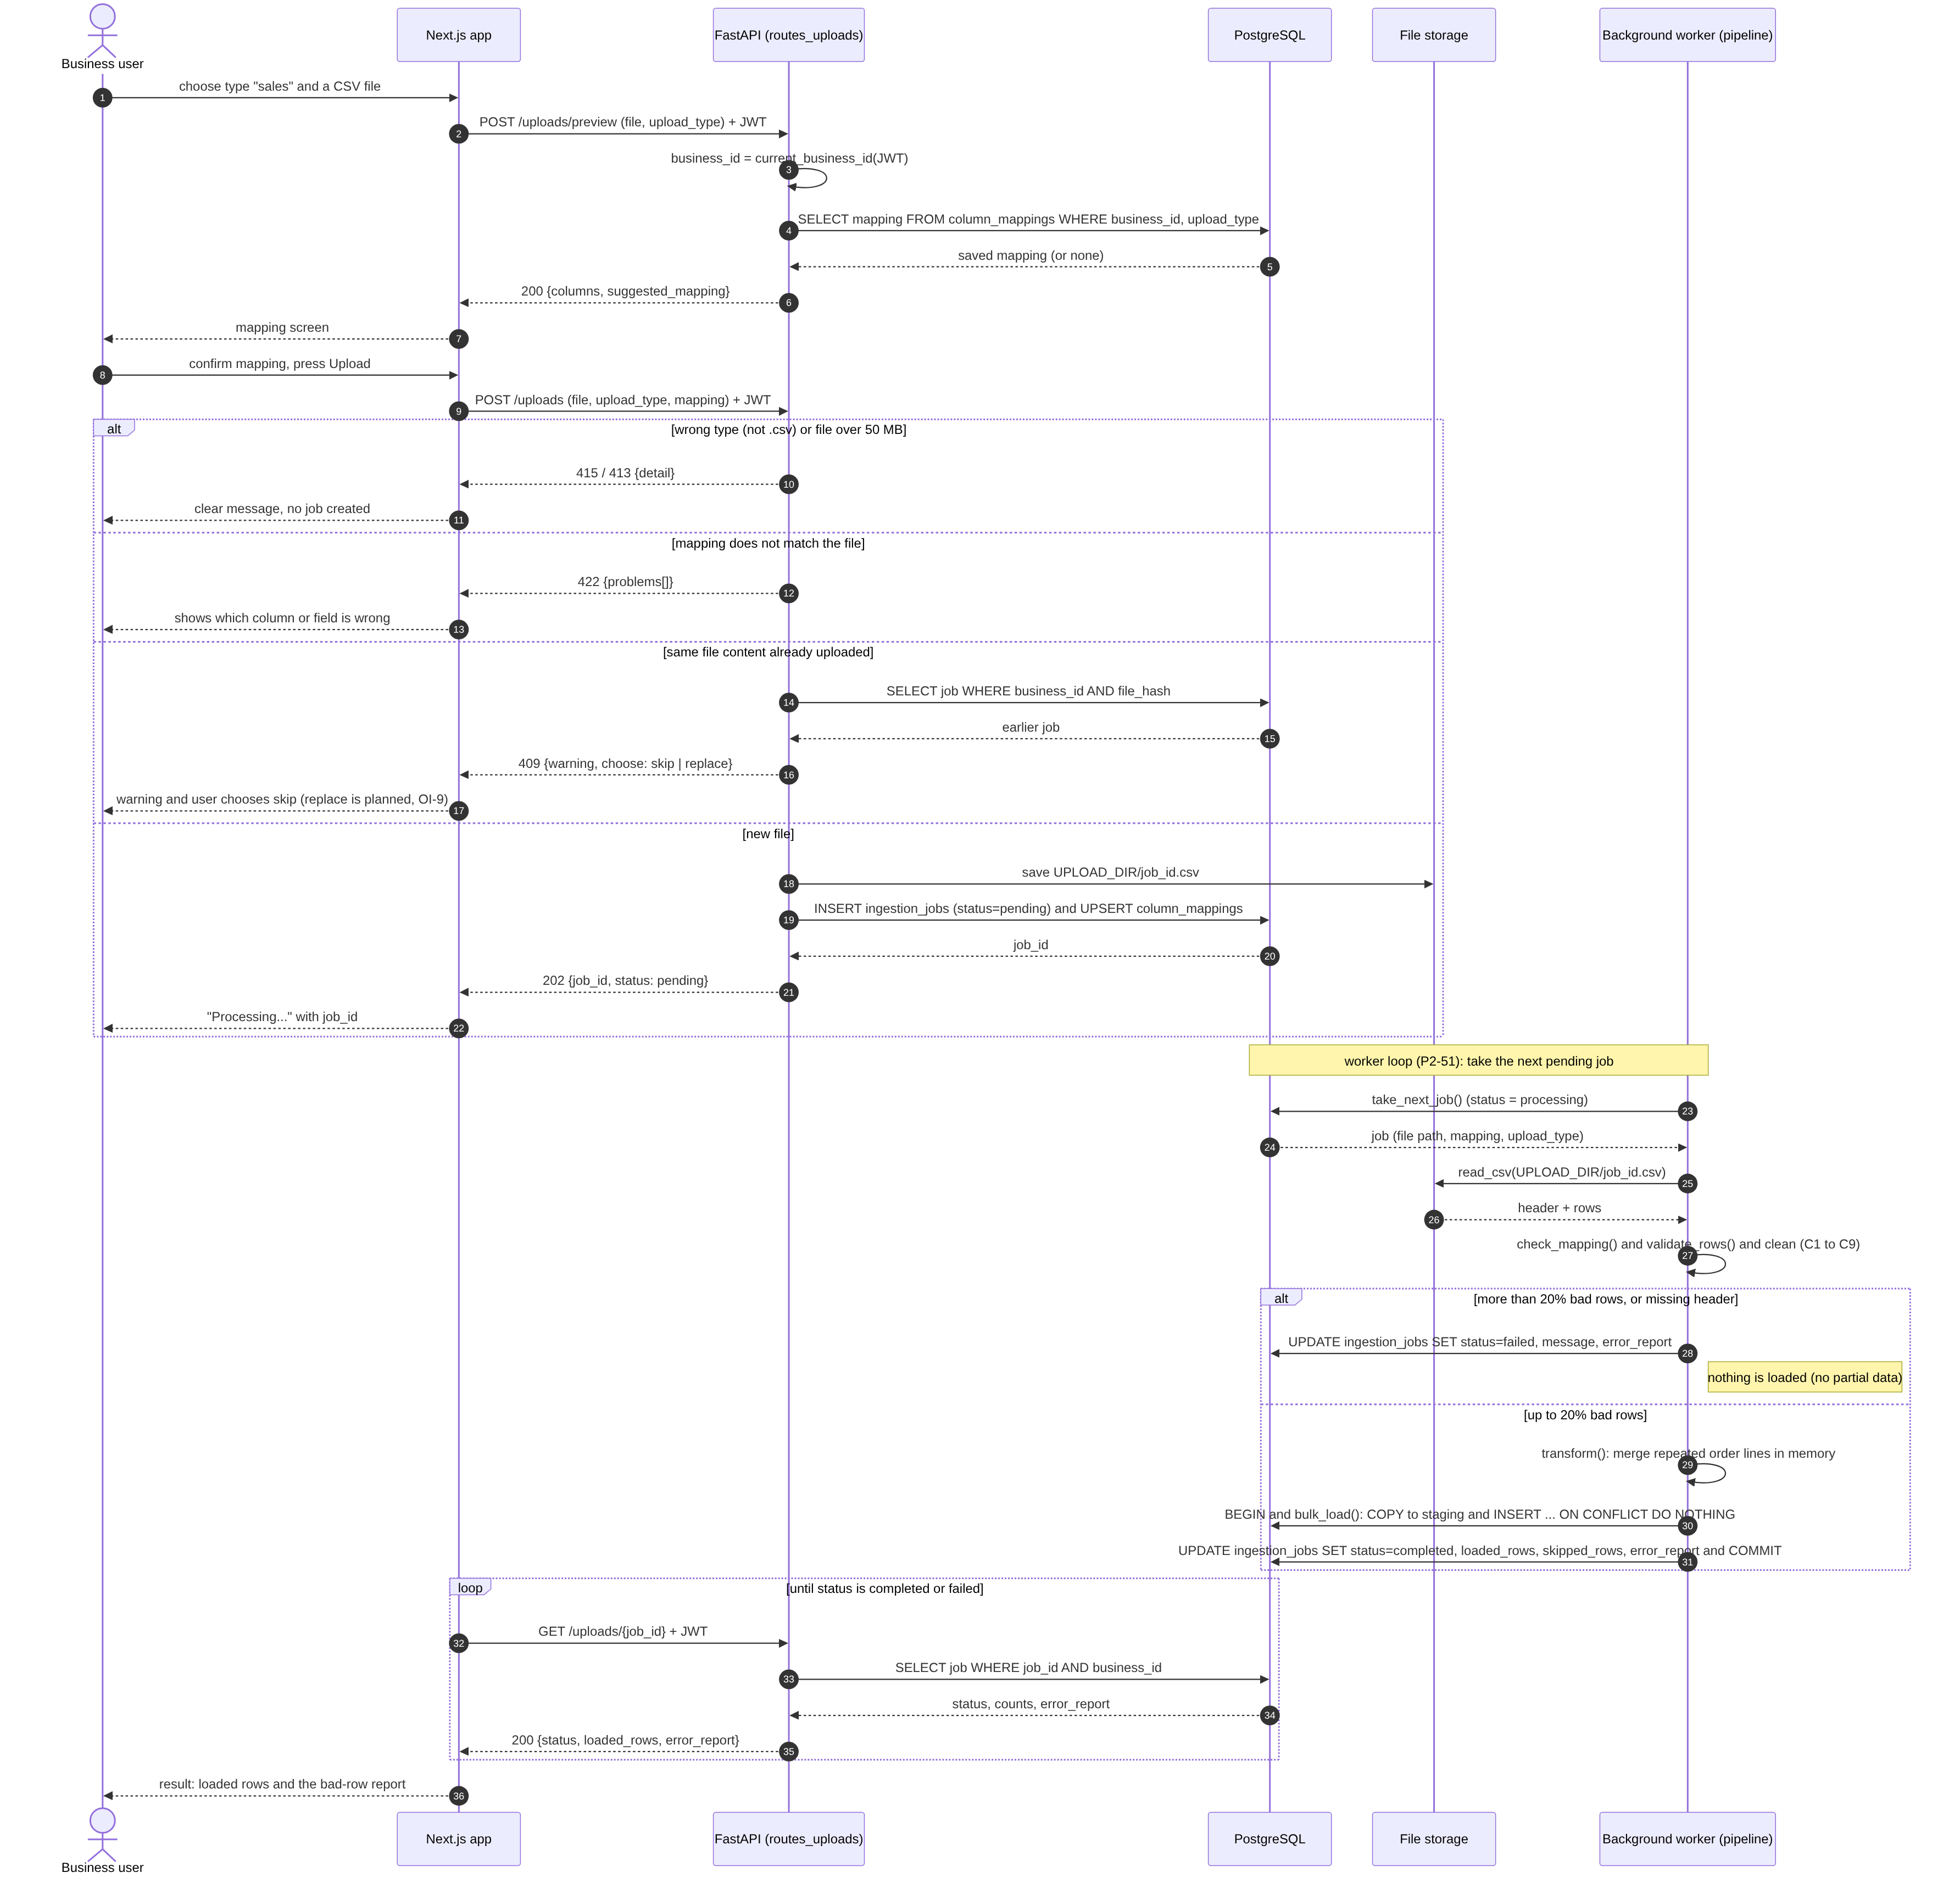 Business user
Next.js app
FastAPI (routes_uploads)
PostgreSQL
File storage
Background worker (pipeline)
1
choose type "sales" and a CSV file
2
POST /uploads/preview (file, upload_type) + JWT
business_id = current_business_id(JWT)
3
4
SELECT mapping FROM column_mappings WHERE business_id, upload_type
saved mapping (or none)
5
200 {columns, suggested_mapping}
6
mapping screen
7
8
confirm mapping, press Upload
9
POST /uploads (file, upload_type, mapping) + JWT
alt
[wrong type (not .csv) or file over 50 MB]
415 / 413 {detail}
10
clear message, no job created
11
[mapping does not match the file]
422 {problems[]}
12
shows which column or field is wrong
13
[same file content already uploaded]
14
SELECT job WHERE business_id AND file_hash
earlier job
15
409 {warning, choose: skip | replace}
16
warning and user chooses skip (replace is planned, OI-9)
17
[new file]
18
save UPLOAD_DIR/job_id.csv
19
INSERT ingestion_jobs (status=pending) and UPSERT column_mappings
job_id
20
202 {job_id, status: pending}
21
"Processing..." with job_id
22
worker loop (P2-51): take the next pending job
take_next_job() (status = processing)
23
24
job (file path, mapping, upload_type)
read_csv(UPLOAD_DIR/job_id.csv)
25
26
header + rows
check_mapping() and validate_rows() and clean (C1 to C9)
27
alt
[more than 20% bad rows, or missing header]
UPDATE ingestion_jobs SET status=failed, message, error_report
28
nothing is loaded (no partial data)
[up to 20% bad rows]
transform(): merge repeated order lines in memory
29
BEGIN and bulk_load(): COPY to staging and INSERT ... ON CONFLICT DO NOTHING
30
UPDATE ingestion_jobs SET status=completed, loaded_rows, skipped_rows, error_report and COMMIT
31
loop
[until status is completed or failed]
32
GET /uploads/{job_id} + JWT
33
SELECT job WHERE job_id AND business_id
status, counts, error_report
34
200 {status, loaded_rows, error_report}
35
result: loaded rows and the bad-row report
36
Business user
Next.js app
FastAPI (routes_uploads)
PostgreSQL
File storage
Background worker (pipeline)